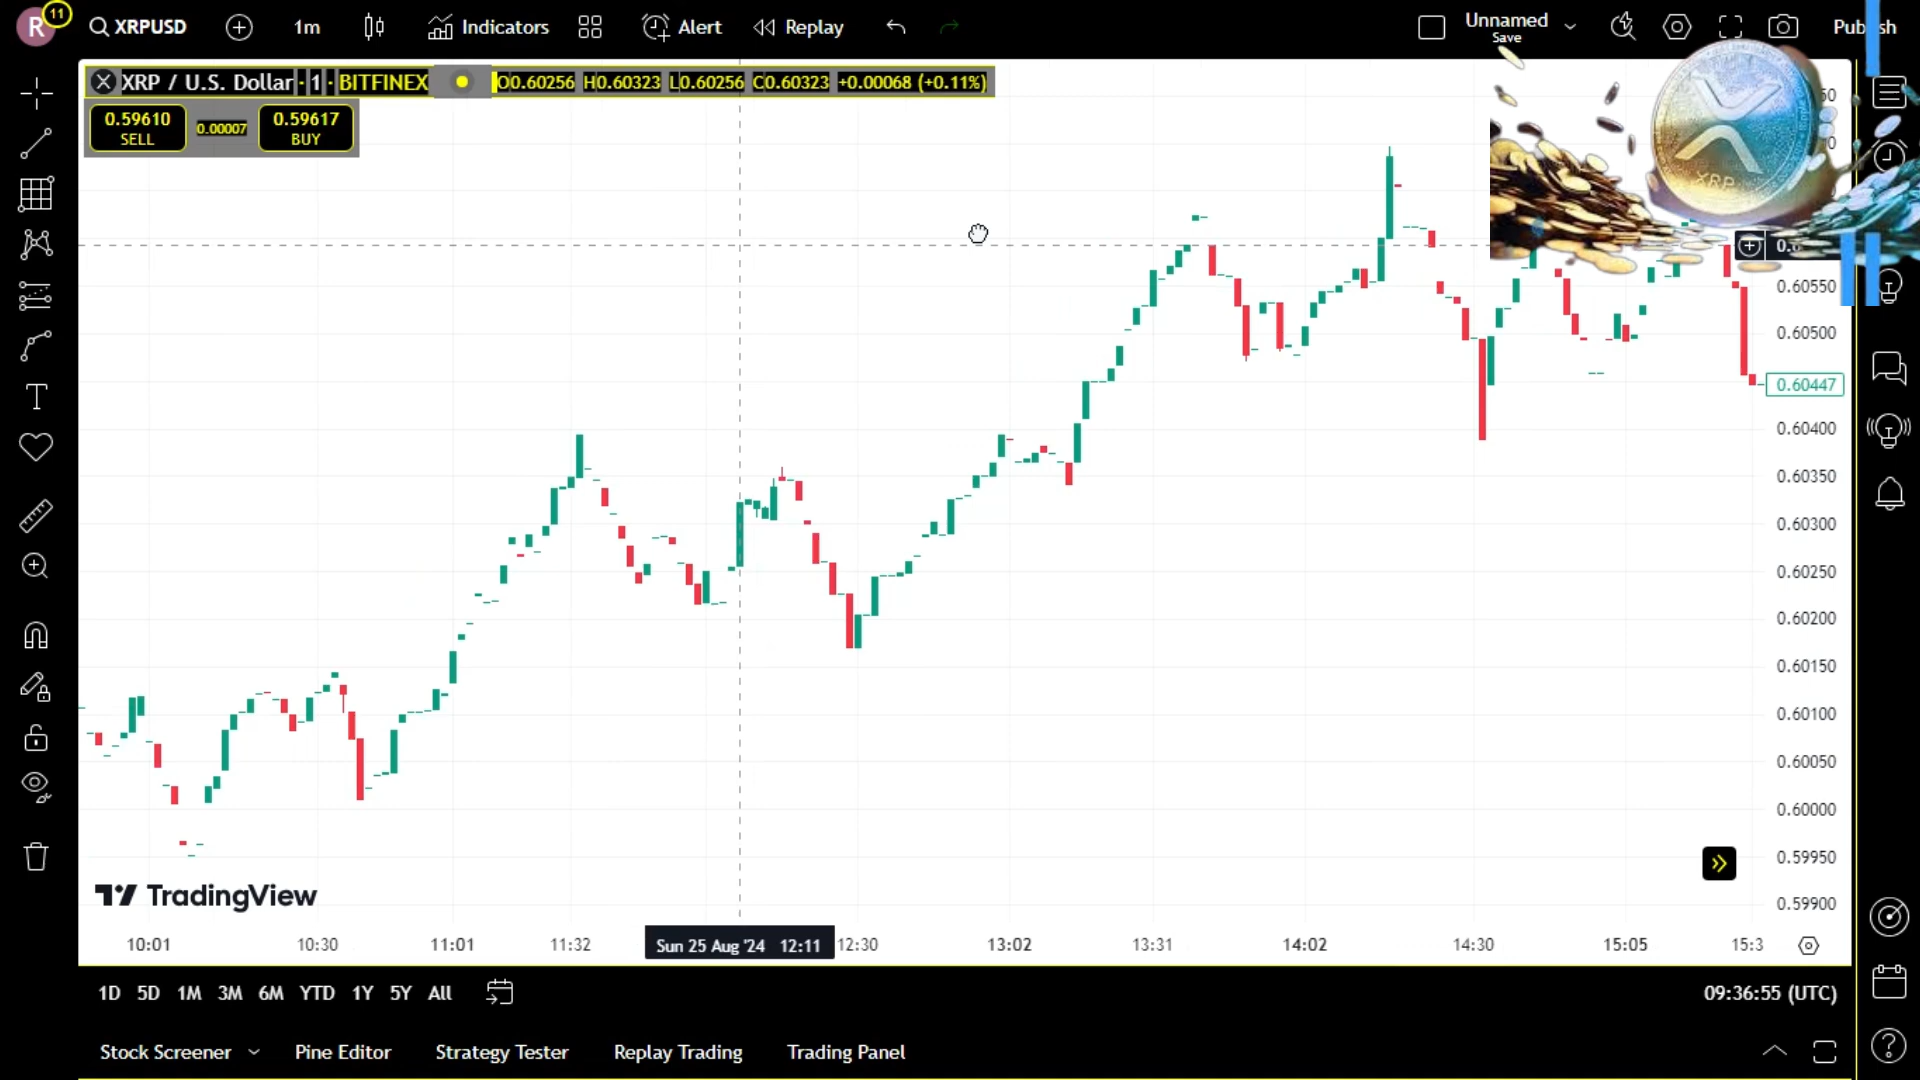 R
11
XRPUSD
1m
Indicators
Alert
Replay
Unnamed
Save
Publish
XRP / U.S. Dollar · 1 · BITFINEX
O0.60256 H0.60323 L0.60256 C0.60323 +0.00068 (+0.11%)
0.59610
SELL
0.00007
0.59617
BUY
XRP
0.60550
0.60500
0.60447
0.60400
0.60350
0.60300
0.60250
0.60200
0.60150
0.60100
0.60050
0.60000
0.59950
0.59900
TradingView
10:01
10:30
11:01
11:32
Sun 25 Aug '24 12:11
12:30
13:02
13:31
14:02
14:30
15:05
15:3
1D 5D 1M 3M 6M YTD 1Y 5Y All
09:36:55 (UTC)
Stock Screener
Pine Editor
Strategy Tester
Replay Trading
Trading Panel